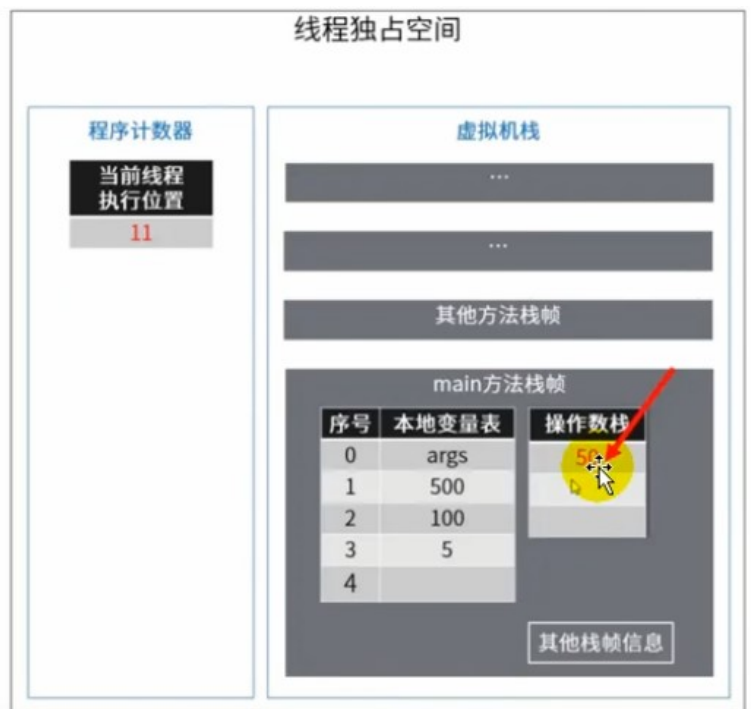 线程独占空间
程序计数器
当前线程
执行位置
11
虚拟机栈
...
...
其他方法栈帧
main方法栈帧
序号 本地变量表
0 args
1 500
2 100
3 5
4
操作数栈
50
其他栈帧信息